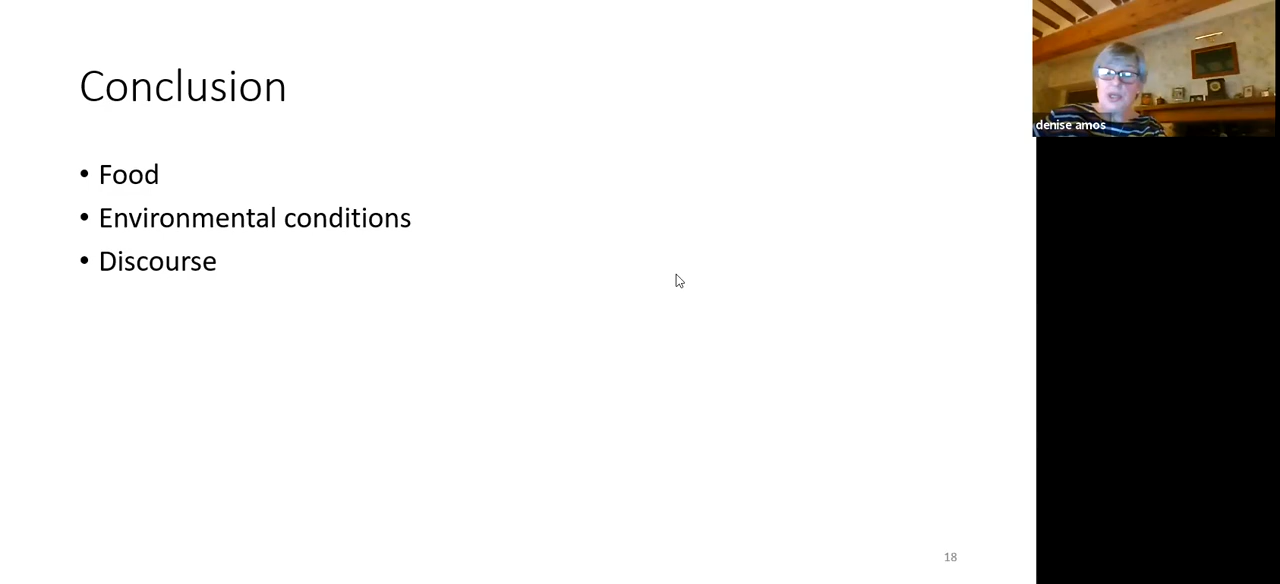 Conclusion
• Food
• Environmental conditions
• Discourse
denise amos
18